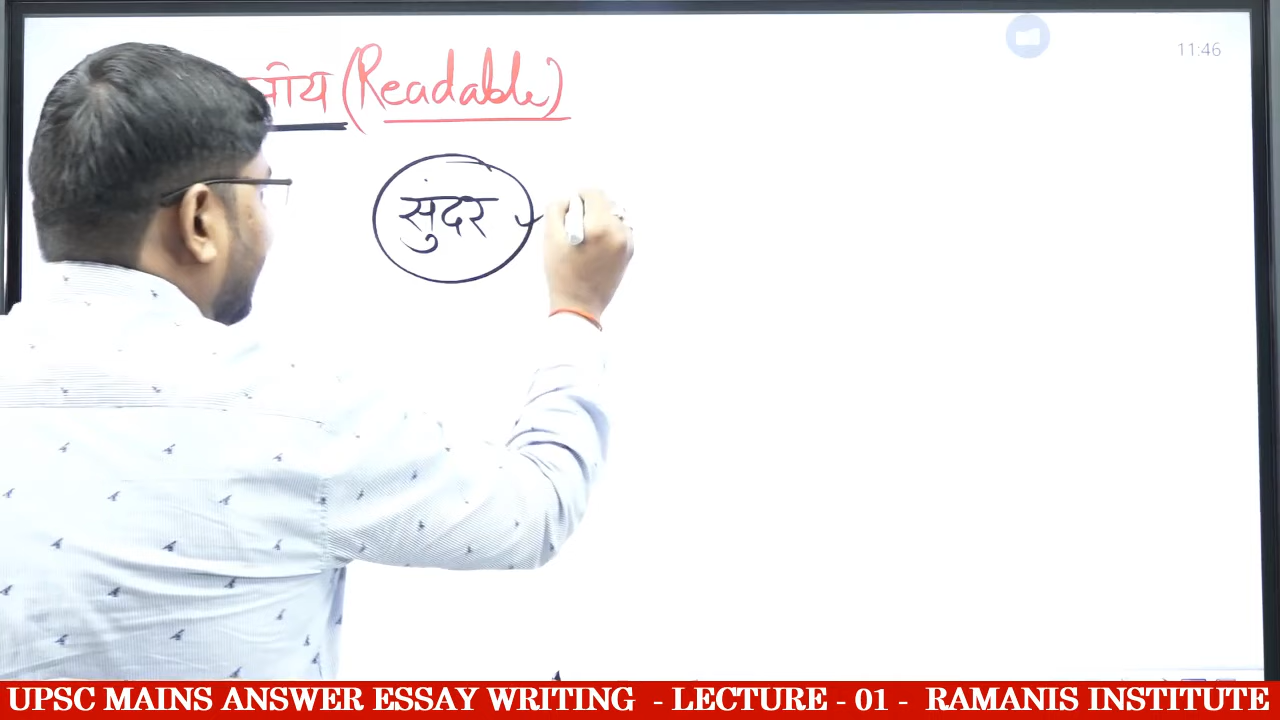 11:46
(Readable)
सुंदर
UPSC MAINS ANSWER ESSAY WRITING - LECTURE - 01 - RAMANIS INSTITUTE